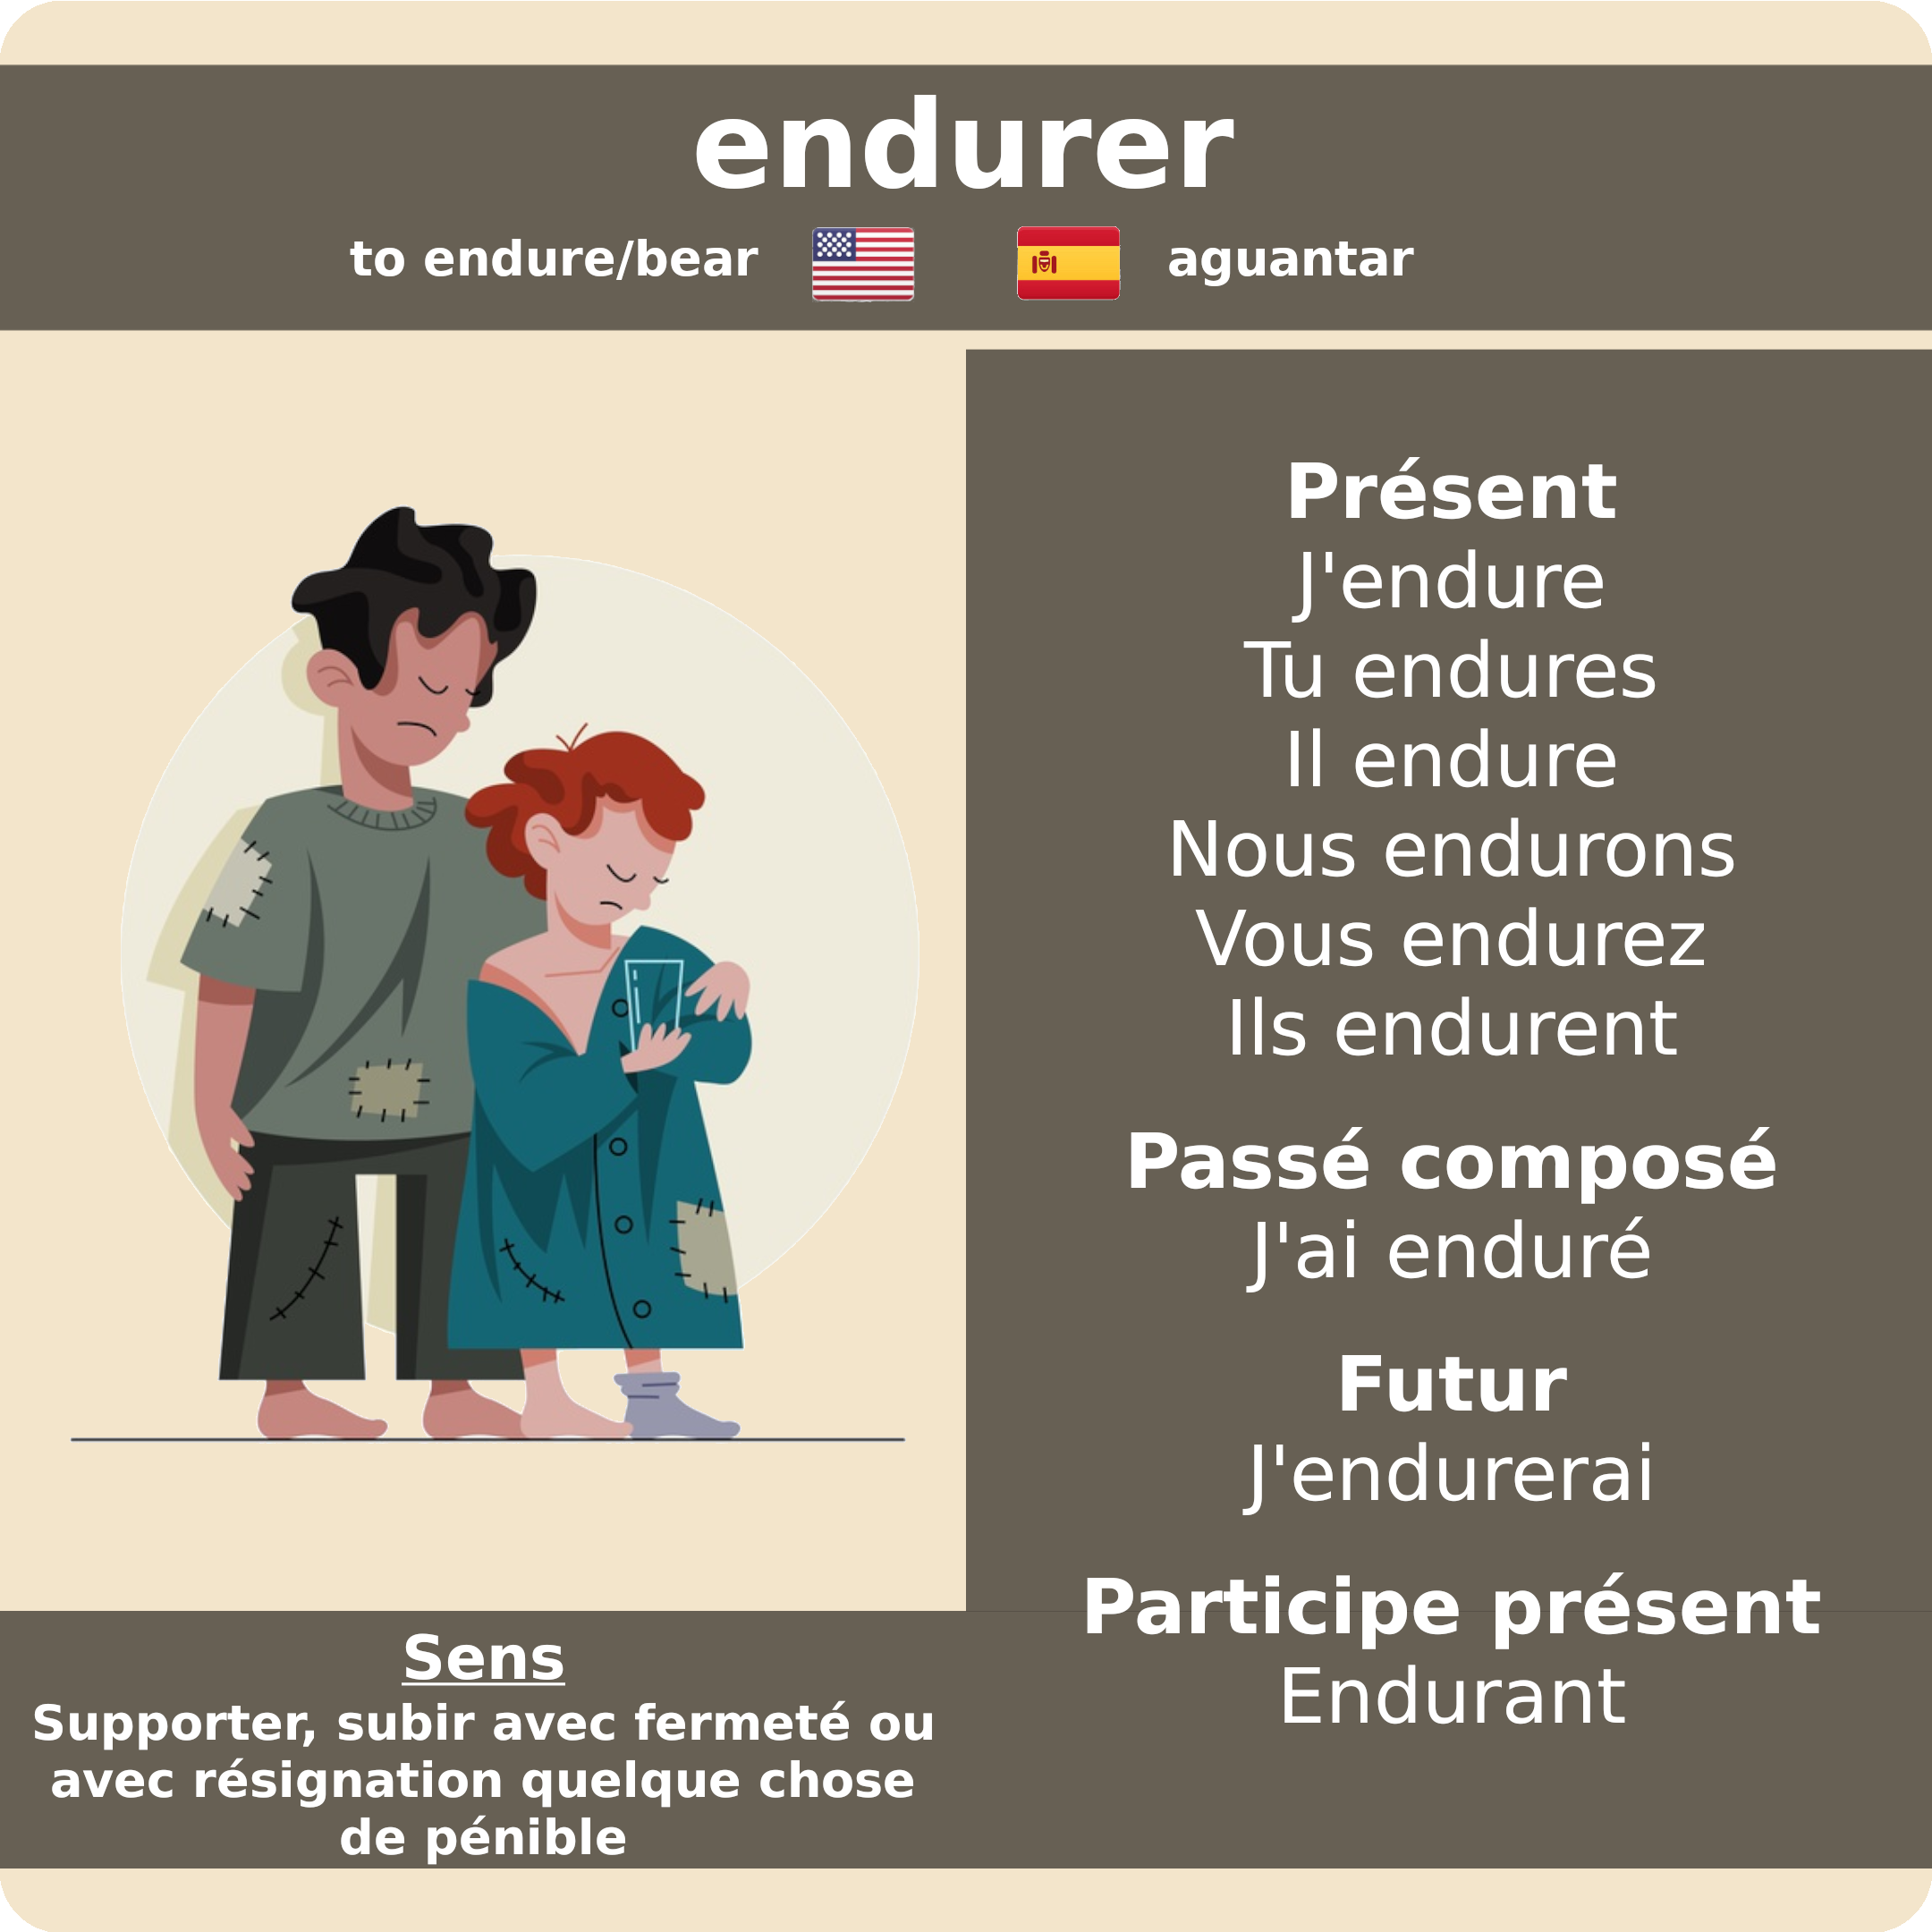 endurer
to endure/bear
aguantar
Présent
J'endure
Tu endures
Il endure
Nous endurons
Vous endurez
Ils endurent
Passé composé
J'ai enduré
Futur
J'endurerai
Participe présent
Endurant
Sens
Supporter, subir avec fermeté ou
avec résignation quelque chose
de pénible